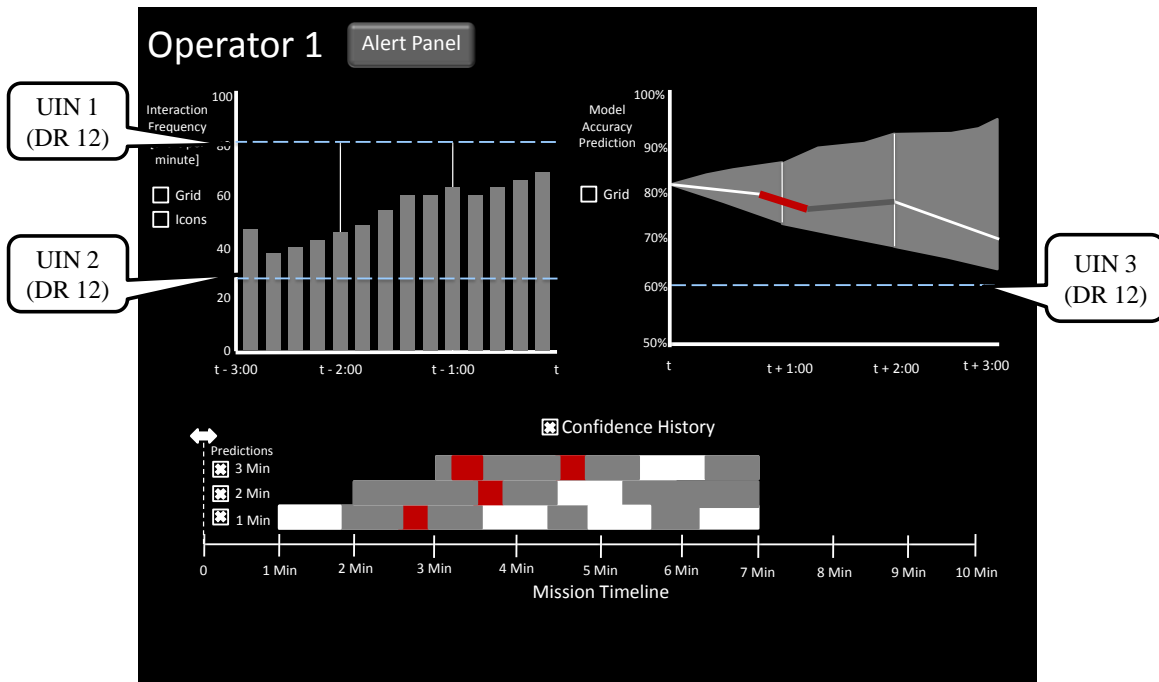 Operator 1
Alert Panel
UIN 1
(DR 12)
UIN 2
(DR 12)
UIN 3
(DR 12)
Interaction
Frequency
minute]
Grid
Icons
100
80
60
40
20
0
t - 3:00
t - 2:00
t - 1:00
t
Model
Accuracy
Prediction
Grid
100%
90%
80%
70%
60%
50%
t
t + 1:00
t + 2:00
t + 3:00
Confidence History
Predictions
3 Min
2 Min
1 Min
0
1 Min
2 Min
3 Min
4 Min
5 Min
6 Min
7 Min
8 Min
9 Min
10 Min
Mission Timeline